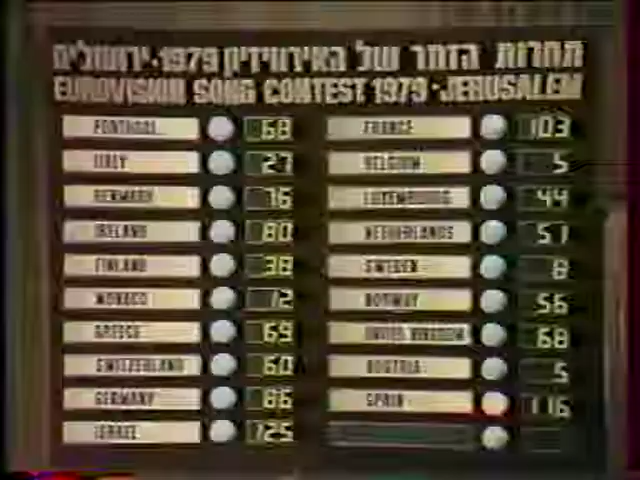 תחרות הזמר של האירוויזיון 1979 · ירושלים
EUROVISION SONG CONTEST 1979 · JERUSALEM
PORTUGAL 68
ITALY 27
DENMARK 76
IRELAND 80
FINLAND 38
MONACO 12
GREECE 69
SWITZERLAND 60
GERMANY 86
ISRAEL 125
FRANCE 103
BELGIUM 5
LUXEMBOURG 44
NETHERLANDS 51
SWEDEN 8
NORWAY 56
UNITED KINGDOM 68
AUSTRIA 5
SPAIN 116